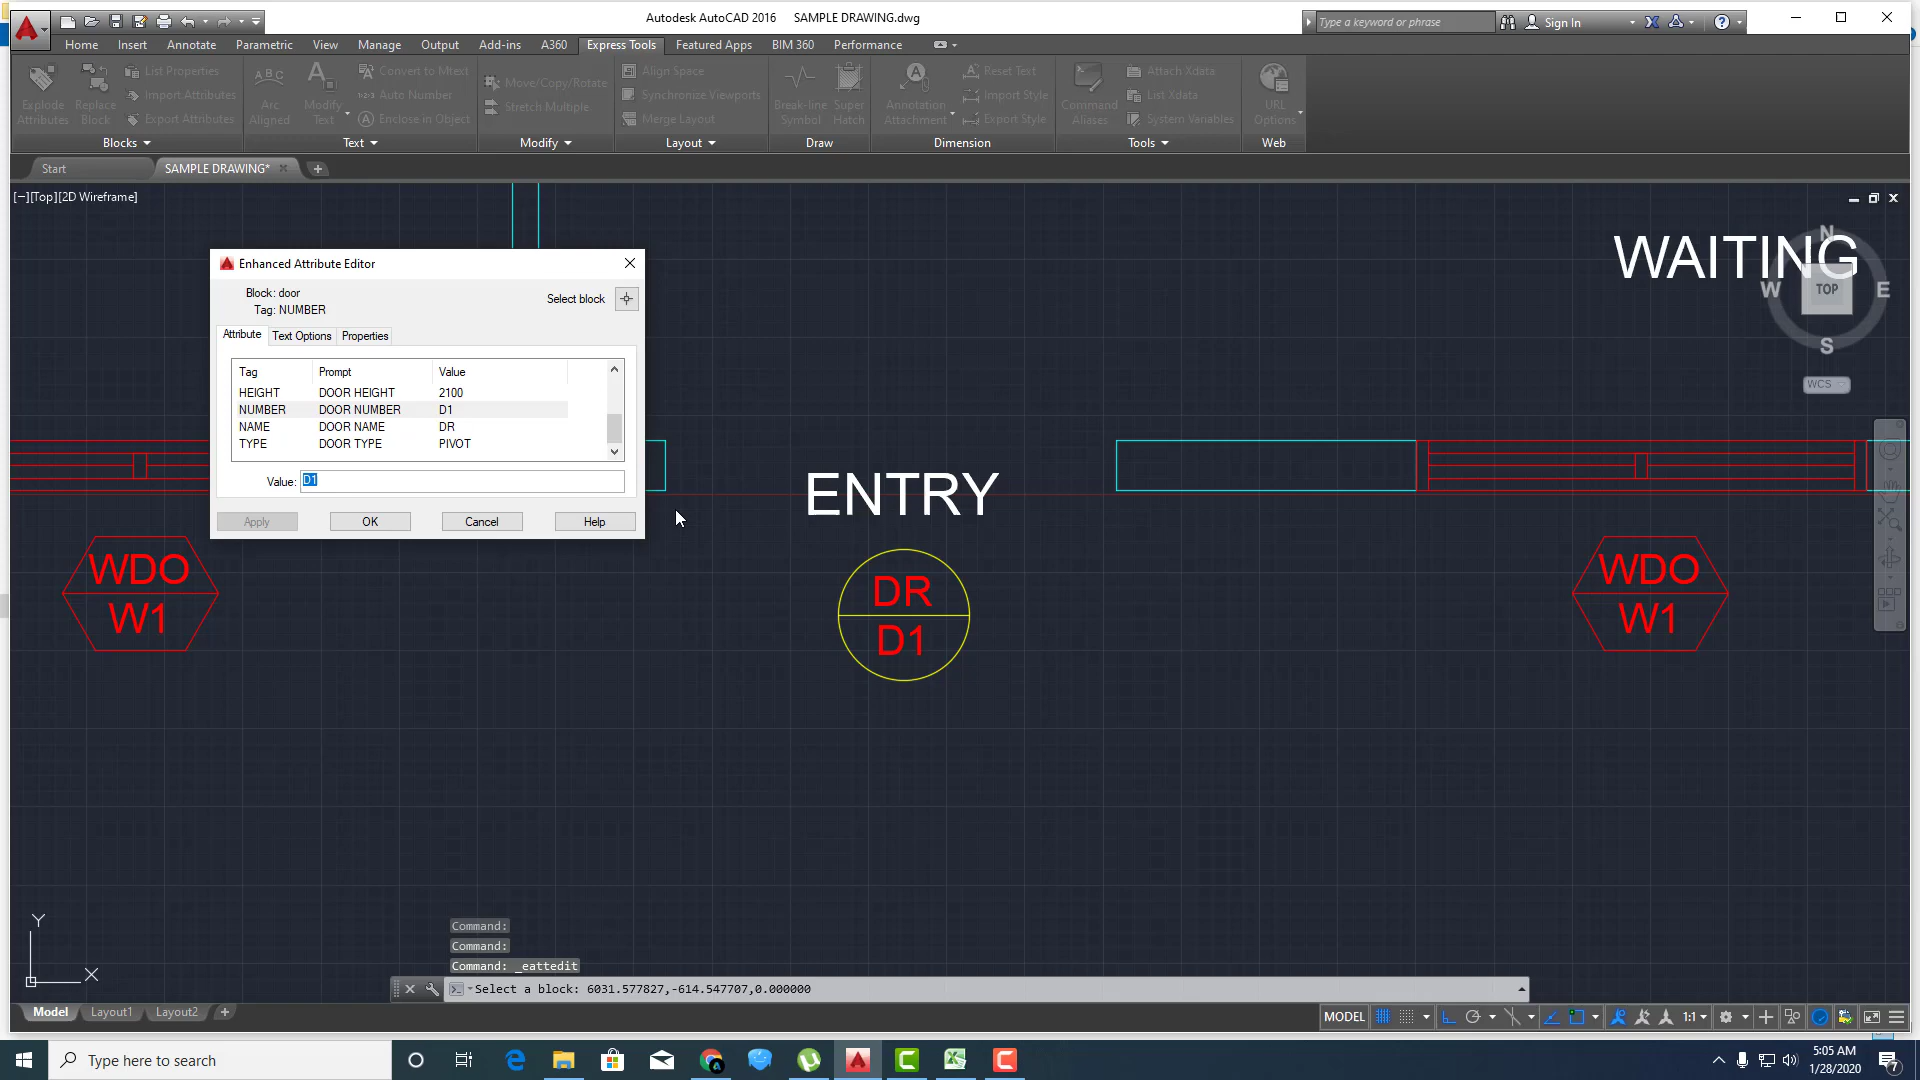 Autodesk AutoCAD 2016 SAMPLE DRAWING.dwg
Type a keyword or phrase
Sign In
Home Insert Annotate Parametric View Manage Output Add-ins A360 Express Tools Featured Apps BIM 360 Performance
Explode Attributes
Replace Block
List Properties
Import Attributes
Export Attributes
Arc Aligned
Modify Text
Convert to Mtext
Auto Number
Enclose in Object
Move/Copy/Rotate
Stretch Multiple
Align Space
Synchronize Viewports
Merge Layout
Break-line Symbol
Super Hatch
Annotation Attachment
Reset Text
Import Style
Export Style
Command Aliases
Attach Xdata
List Xdata
System Variables
URL Options
Blocks Text Modify Layout Draw Dimension Tools Web
Start SAMPLE DRAWING*
[−][Top][2D Wireframe]
WAITING
N
W TOP E
S
WCS
Enhanced Attribute Editor
Block: door
Tag: NUMBER
Select block
Attribute Text Options Properties
Tag Prompt Value
HEIGHT DOOR HEIGHT 2100
NUMBER DOOR NUMBER D1
NAME DOOR NAME DR
TYPE DOOR TYPE PIVOT
Value: D1
Apply OK Cancel Help
ENTRY
WDO
W1
DR
D1
WDO
W1
Y
X
Command:
Command:
Command: _eattedit
Select a block: 6031.577827,-614.547707,0.000000
Model Layout1 Layout2
MODEL 1:1
Type here to search
5:05 AM
1/28/2020
7